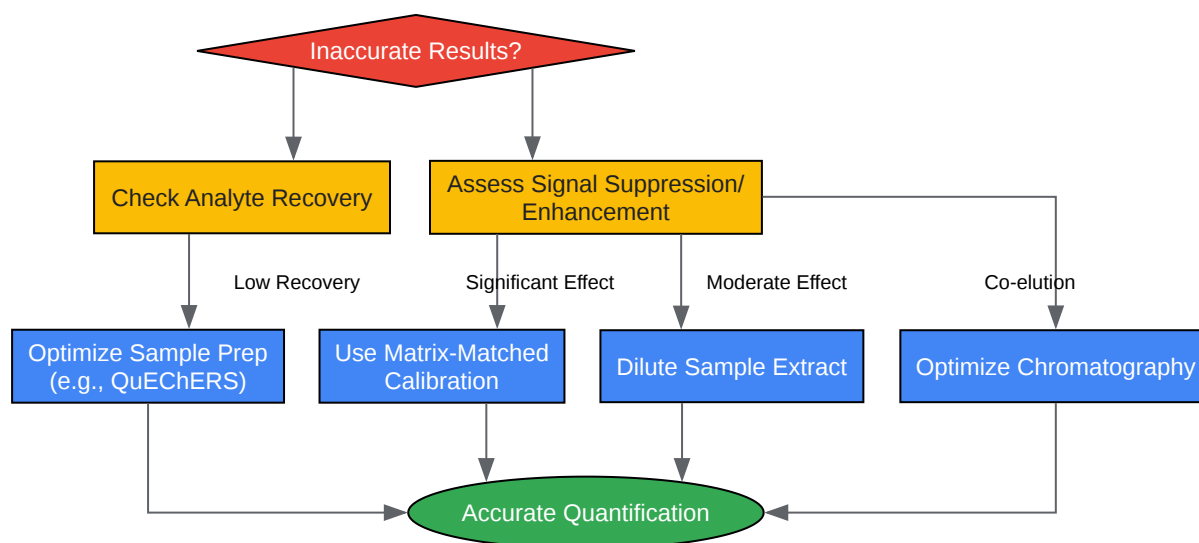 Inaccurate Results?
Check Analyte Recovery
Assess Signal Suppression/
Enhancement
Low Recovery
Significant Effect
Moderate Effect
Co-elution
Optimize Sample Prep
(e.g., QuEChERS)
Use Matrix-Matched
Calibration
Dilute Sample Extract
Optimize Chromatography
Accurate Quantification